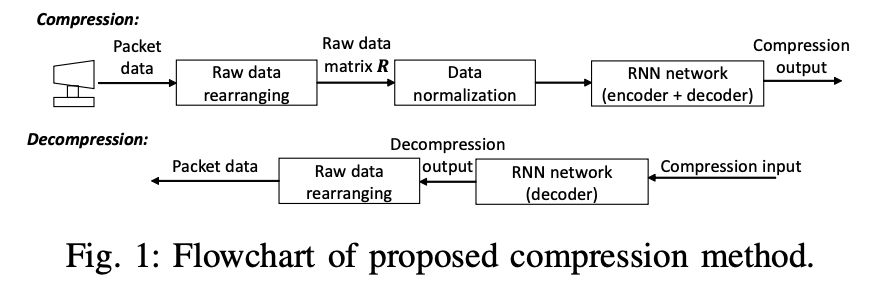 Compression:
Packet
data
Raw data
rearranging
Raw data
matrix R
Data
normalization
RNN network
(encoder + decoder)
Compression
output
Decompression:
Packet data
Raw data
rearranging
Decompression
output
RNN network
(decoder)
Compression input
Fig. 1: Flowchart of proposed compression method.